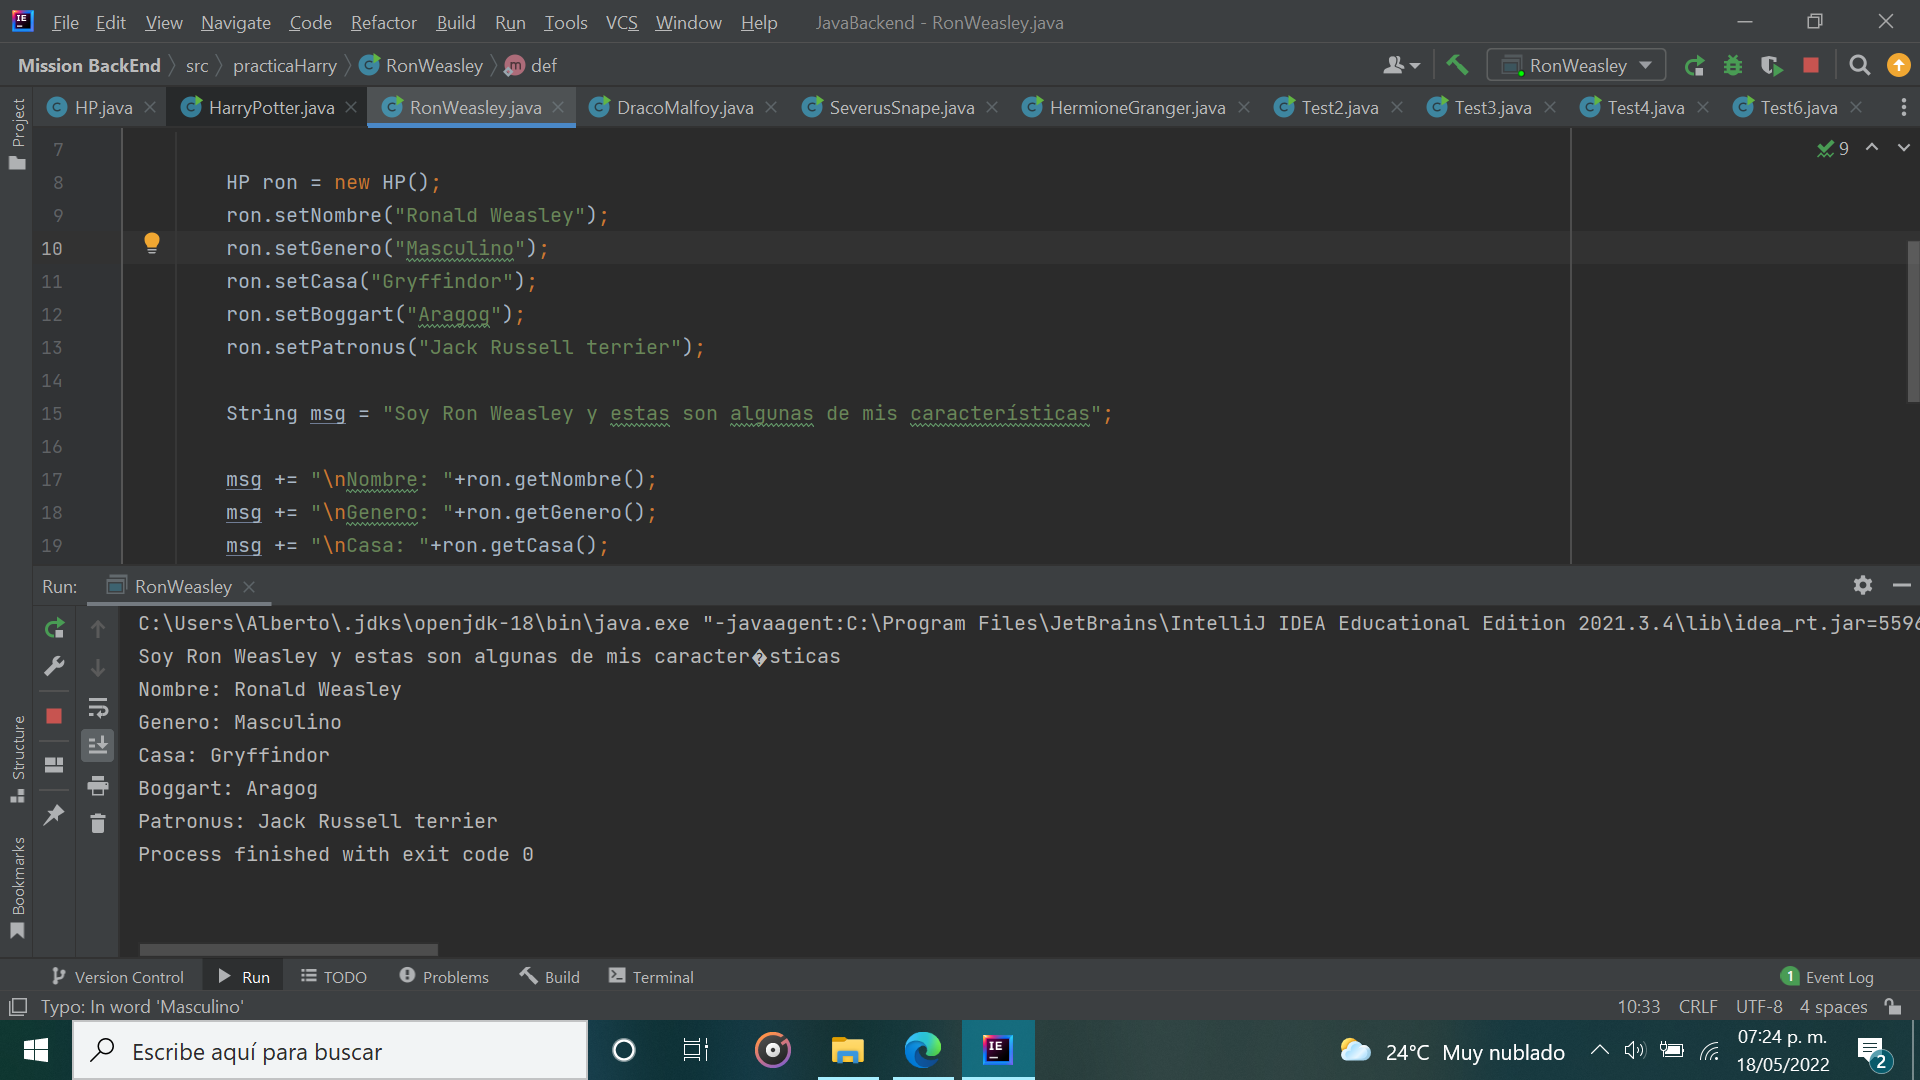 File Edit View Navigate Code Refactor Build Run Tools VCS Window Help JavaBackend - RonWeasley.java
Mission BackEnd src practicaHarry RonWeasley def RonWeasley
HP.java HarryPotter.java RonWeasley.java DracoMalfoy.java SeverusSnape.java HermioneGranger.java Test2.java Test3.java Test4.java Test6.java
Project
9
7
8 HP ron = new HP();
9 ron.setNombre("Ronald Weasley");
10 ron.setGenero("Masculino");
11 ron.setCasa("Gryffindor");
12 ron.setBoggart("Aragog");
13 ron.setPatronus("Jack Russell terrier");
14
15 String msg = "Soy Ron Weasley y estas son algunas de mis características";
16
17 msg += "\nNombre: "+ron.getNombre();
18 msg += "\nGenero: "+ron.getGenero();
19 msg += "\nCasa: "+ron.getCasa();
Run: RonWeasley
C:\Users\Alberto\.jdks\openjdk-18\bin\java.exe "-javaagent:C:\Program Files\JetBrains\IntelliJ IDEA Educational Edition 2021.3.4\lib\idea_rt.jar=5596
Soy Ron Weasley y estas son algunas de mis caracter�sticas
Nombre: Ronald Weasley
Genero: Masculino
Casa: Gryffindor
Boggart: Aragog
Patronus: Jack Russell terrier
Process finished with exit code 0
Structure
Bookmarks
Version Control Run TODO Problems Build Terminal 1 Event Log
Typo: In word 'Masculino' 10:33 CRLF UTF-8 4 spaces
Escribe aquí para buscar 24°C Muy nublado 07:24 p. m.
18/05/2022 2